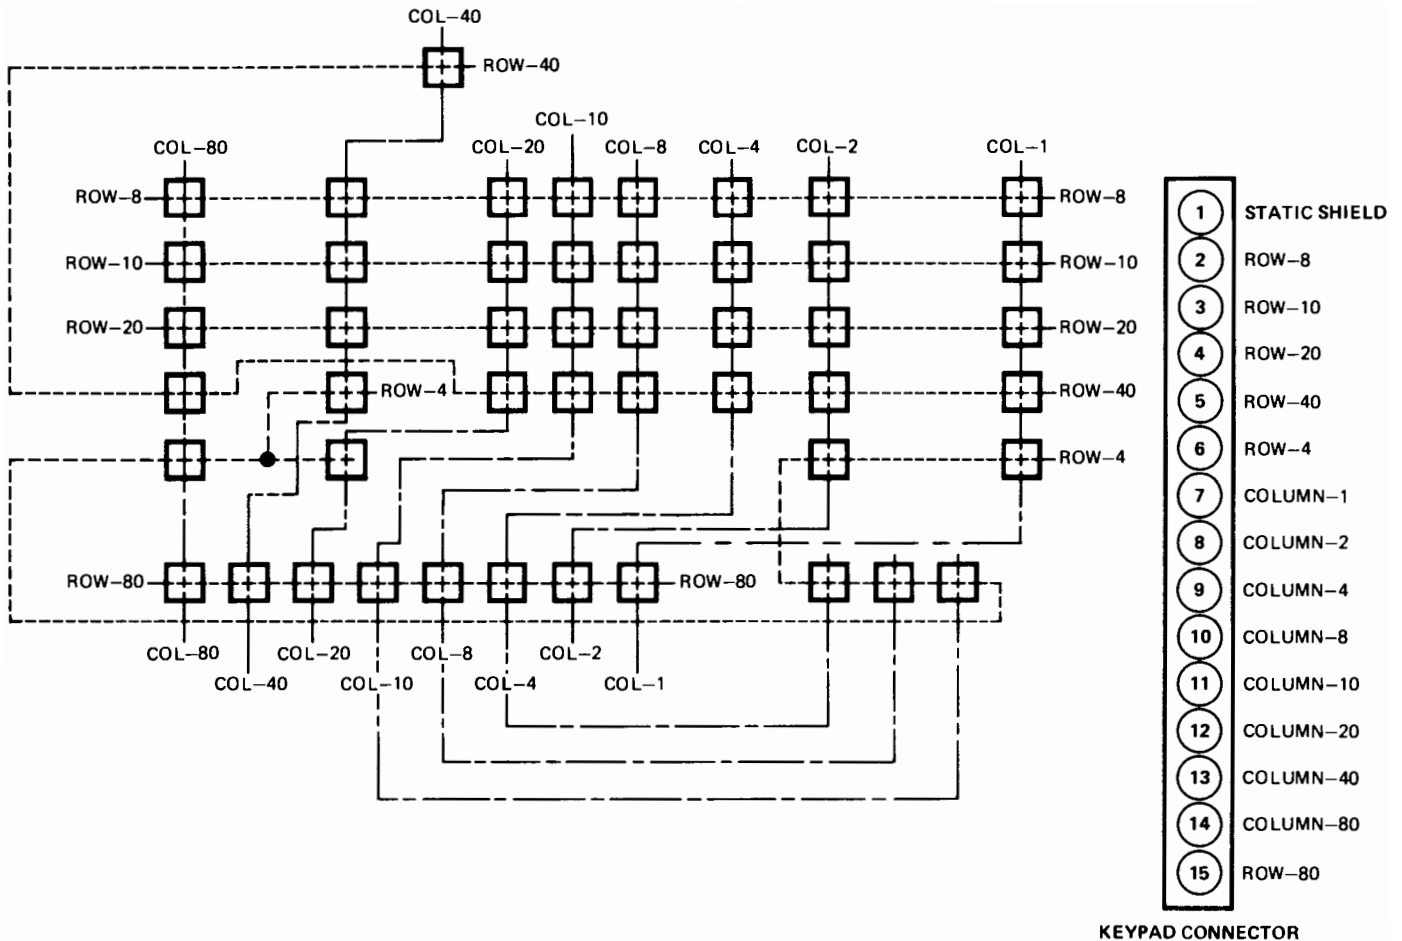 COL-40
ROW-40
COL-10
COL-80
COL-20
COL-8
COL-4
COL-2
COL-1
ROW-8
ROW-8
ROW-10
ROW-10
ROW-20
ROW-20
ROW-4
ROW-40
ROW-4
ROW-80
ROW-80
COL-80
COL-20
COL-8
COL-2
COL-40
COL-10
COL-4
COL-1
1 STATIC SHIELD
2 ROW-8
3 ROW-10
4 ROW-20
5 ROW-40
6 ROW-4
7 COLUMN-1
8 COLUMN-2
9 COLUMN-4
10 COLUMN-8
11 COLUMN-10
12 COLUMN-20
13 COLUMN-40
14 COLUMN-80
15 ROW-80
KEYPAD CONNECTOR